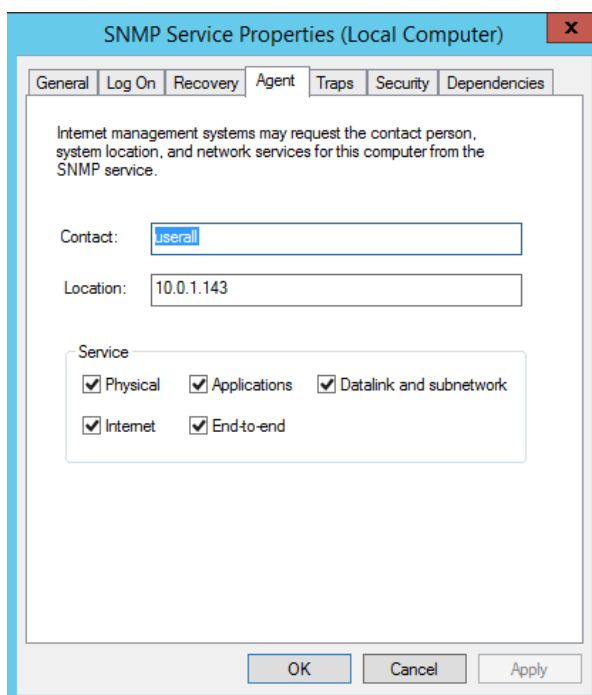 SNMP Service Properties (Local Computer)
x
General Log On Recovery Agent Traps Security Dependencies
Internet management systems may request the contact person,
system location, and network services for this computer from the
SNMP service.
Contact: userall
Location: 10.0.1.143
Service
Physical Applications Datalink and subnetwork
Internet End-to-end
OK Cancel Apply